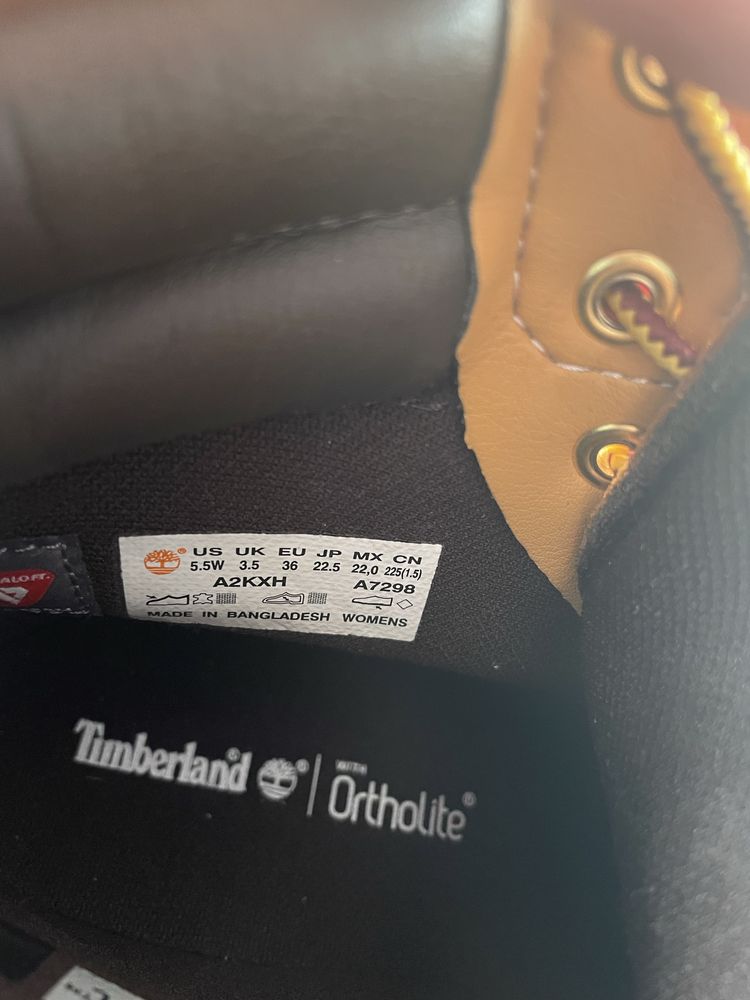 US UK EU JP MX CN
5.5W 3.5 36 22.5 22,0 225(1.5)
A2KXH A7298
MADE IN BANGLADESH WOMENS
ALOFT.
Timberland® ® | WITH Ortholite®